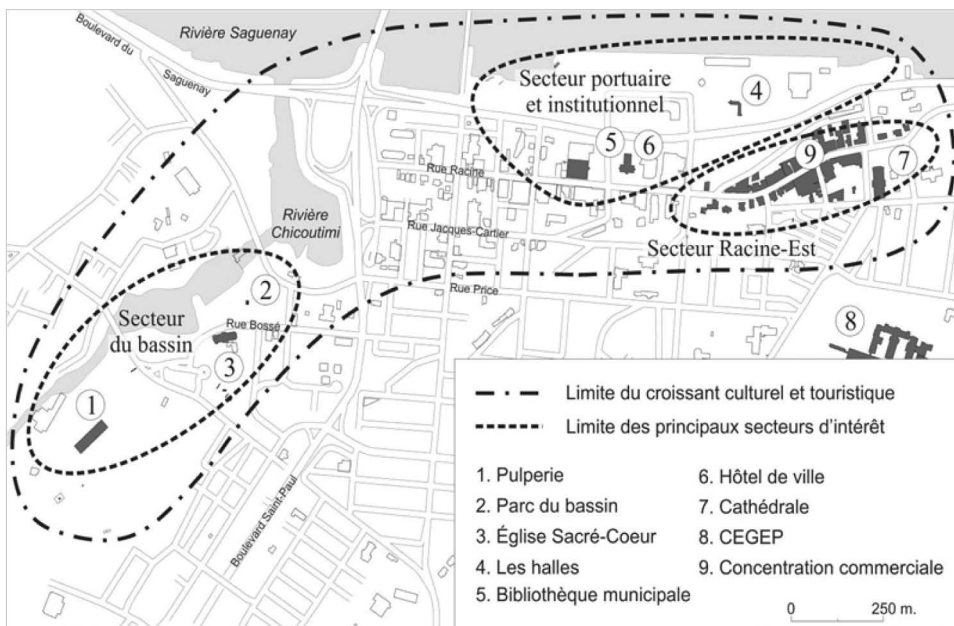 Boulevard du
Saguenay
Rivière Saguenay
Secteur portuaire
et institutionnel
4
5
6
9
7
Rue Racine
Rivière
Chicoutimi
Rue Jacques-Cartier
Secteur Racine-Est
Rue Price
2
Secteur
du bassin
Rue Bossé
3
8
1
Boulevard Saint-Paul
Limite du croissant culturel et touristique
Limite des principaux secteurs d'intérêt
1. Pulperie
2. Parc du bassin
3. Église Sacré-Coeur
4. Les halles
5. Bibliothèque municipale
6. Hôtel de ville
7. Cathédrale
8. CEGEP
9. Concentration commerciale
0 250 m.